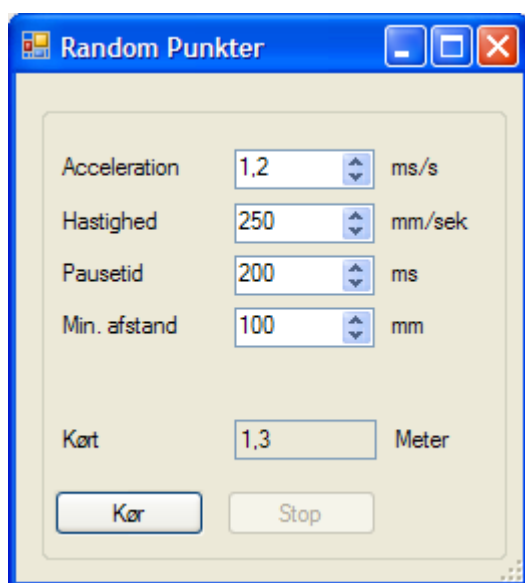 Random Punkter
Acceleration 1,2 ms/s
Hastighed 250 mm/sek
Pausetid 200 ms
Min. afstand 100 mm
Kørt 1,3 Meter
Kør Stop